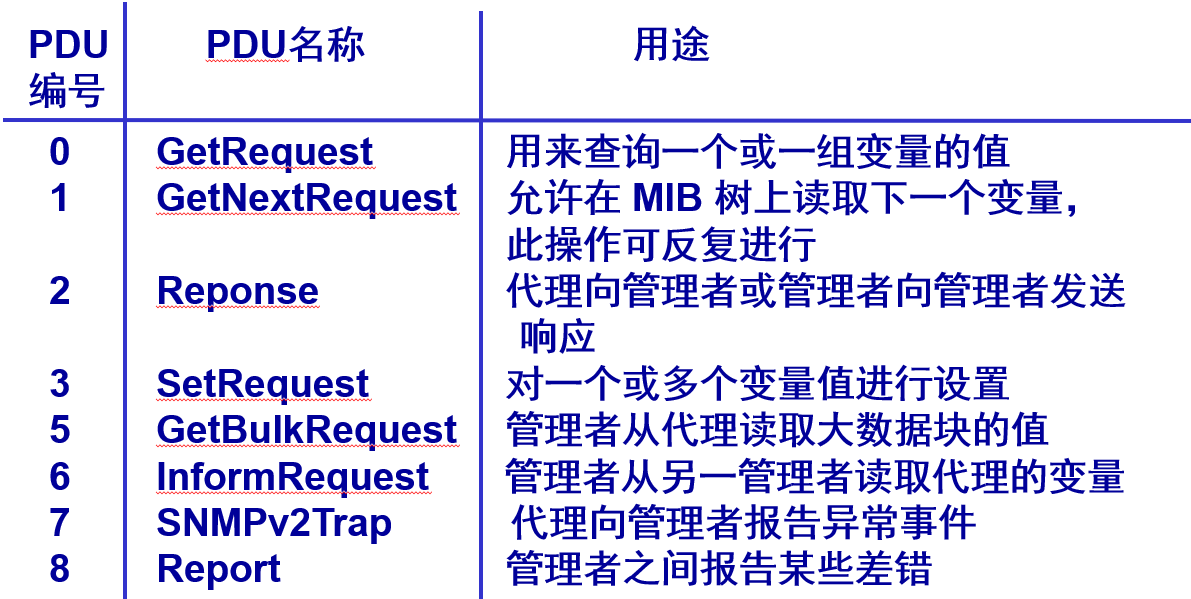 PDU PDU名称 用途
编号
0 GetRequest 用来查询一个或一组变量的值
1 GetNextRequest 允许在 MIB 树上读取下一个变量，
此操作可反复进行
2 Reponse 代理向管理者或管理者向管理者发送
响应
3 SetRequest 对一个或多个变量值进行设置
5 GetBulkRequest 管理者从代理读取大数据块的值
6 InformRequest 管理者从另一管理者读取代理的变量
7 SNMPv2Trap 代理向管理者报告异常事件
8 Report 管理者之间报告某些差错